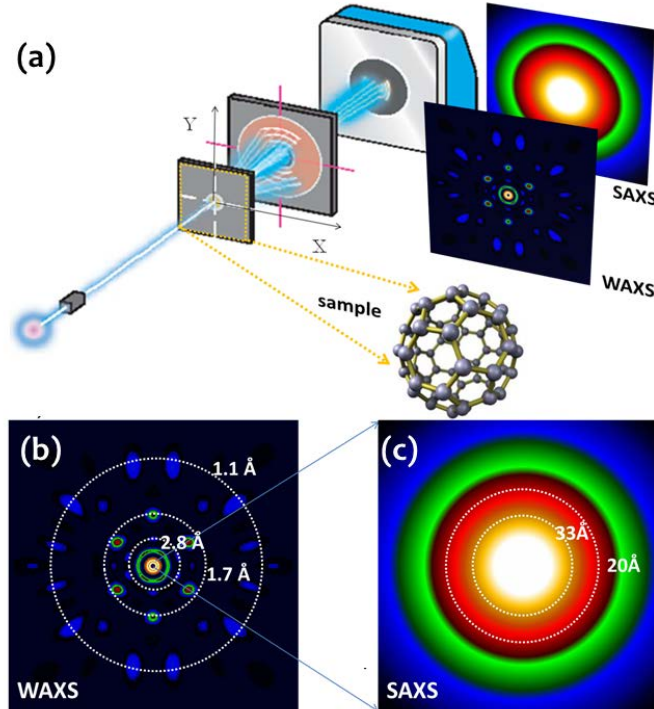 (a)
Y
X
SAXS
WAXS
sample
(b)
1.1 Å
2.8 Å
1.7 Å
WAXS
(c)
33Å
20Å
SAXS